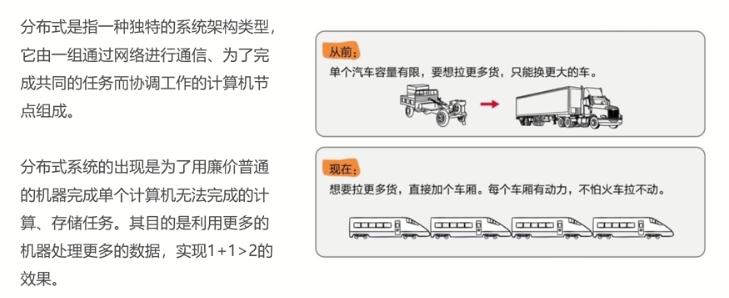 分布式是指一种独特的系统架构类型，
它由一组通过网络进行通信、为了完
成共同的任务而协调工作的计算机节
点组成。
分布式系统的出现是为了用廉价普通
的机器完成单个计算机无法完成的计
算、存储任务。其目的是利用更多的
机器处理更多的数据，实现1+1>2的
效果。
从前：
单个汽车容量有限，要想拉更多货，只能换更大的车。
现在：
想要拉更多货，直接加个车厢。每个车厢有动力，不怕火车拉不动。